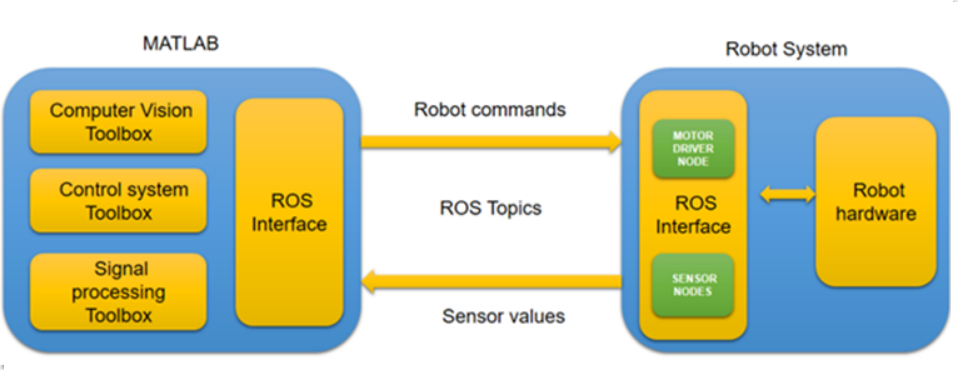 MATLAB
Computer Vision
Toolbox
Control system
Toolbox
Signal
processing
Toolbox
ROS
Interface
Robot commands
ROS Topics
Sensor values
Robot System
MOTOR
DRIVER
NODE
ROS
Interface
SENSOR
NODES
Robot
hardware